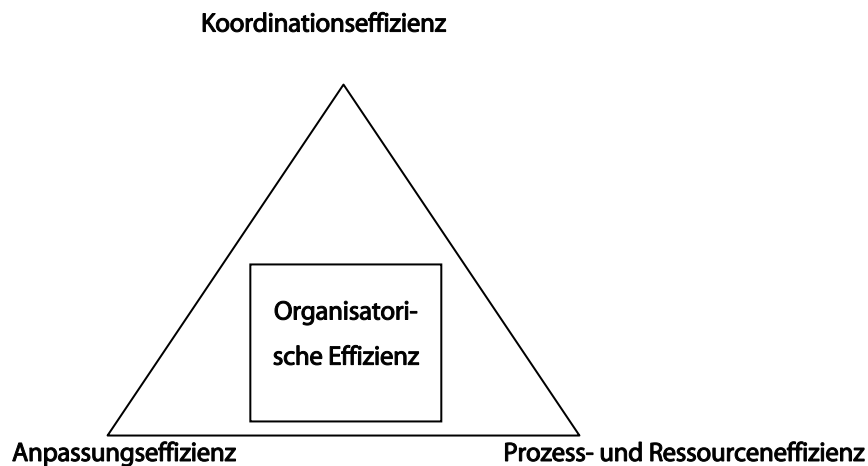 Koordinationseffizienz
Organisatori-
sche Effizienz
Anpassungseffizienz
Prozess- und Ressourceneffizienz